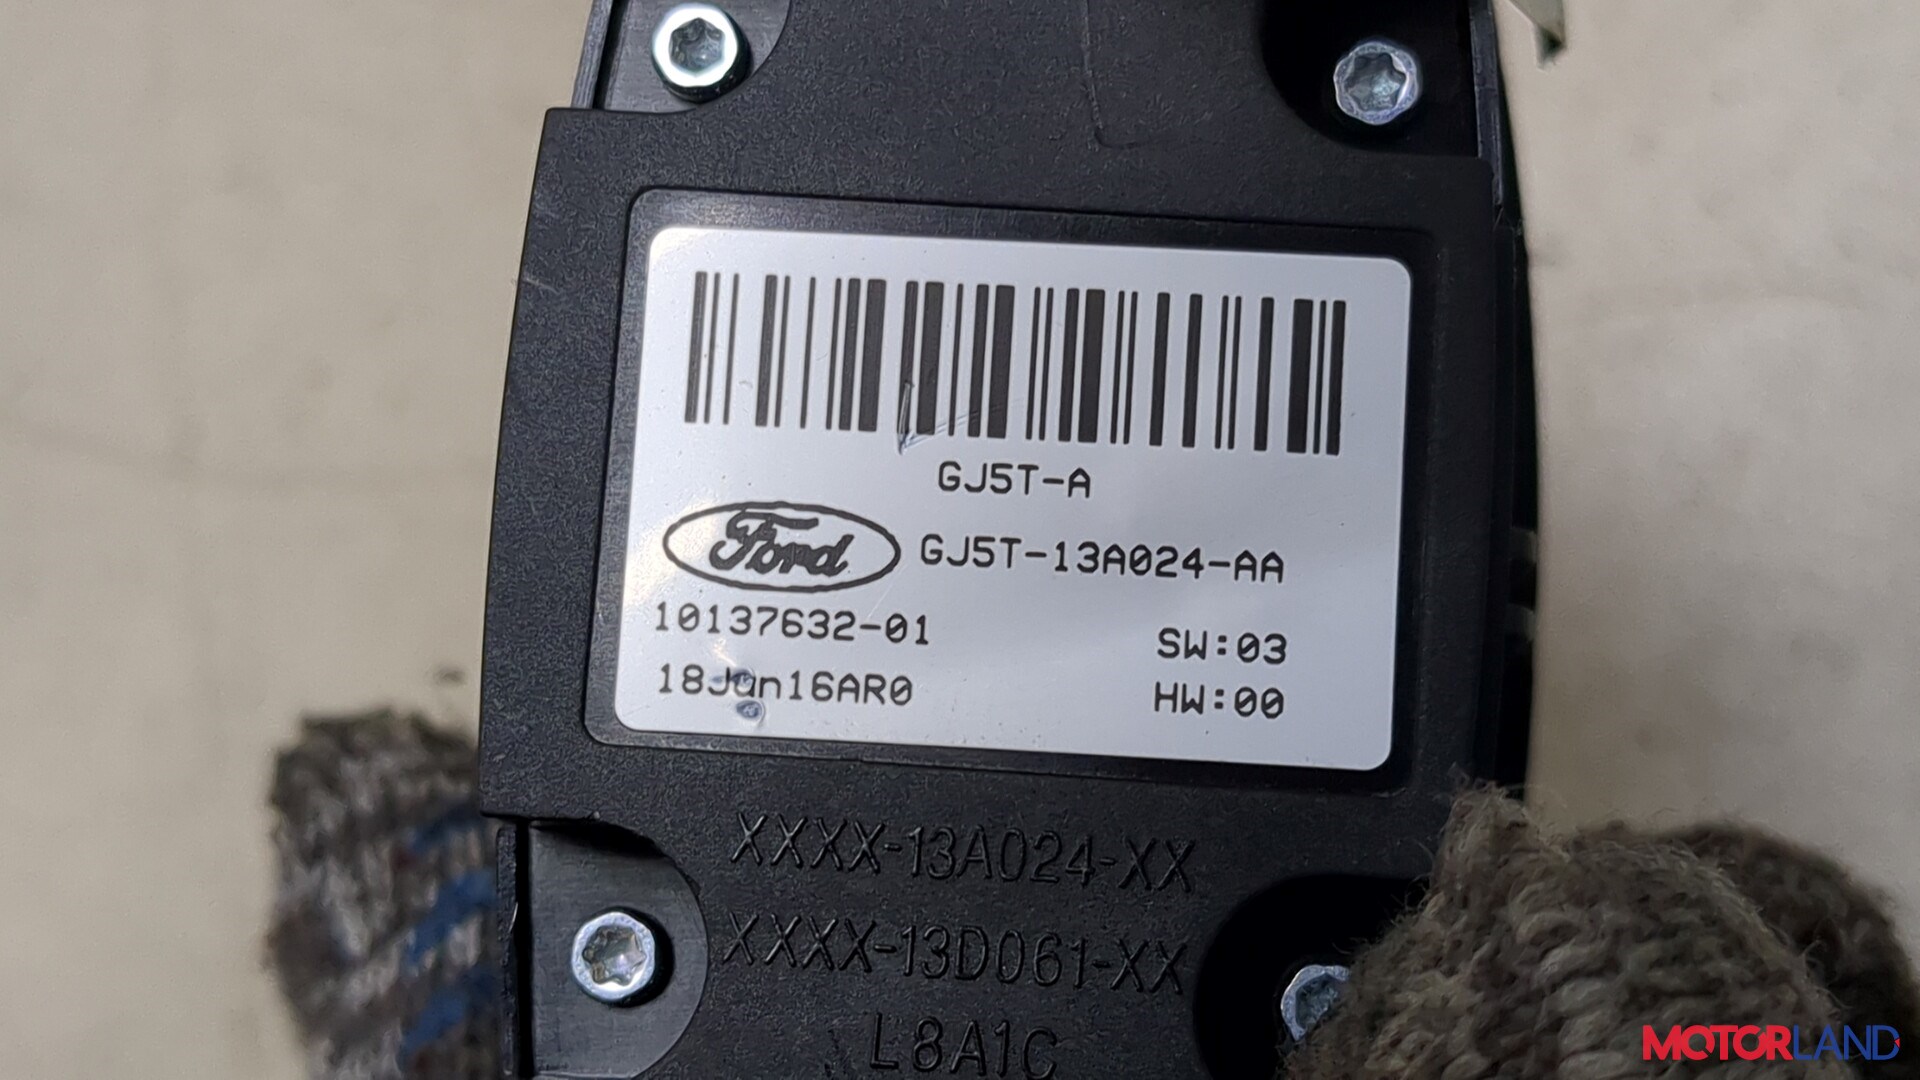 GJ5T-A
Ford GJ5T-13A024-AA
10137632-01 SW:03
18Jan16AR0 HW:00
XXXX-13A024-XX
XXXX-13D061-XX
L8A1C
MOTORLAND